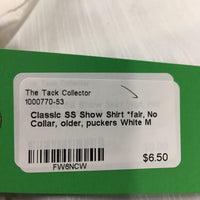 The Tack Collector
1000770-53
Classic SS Show Shirt *fair, No
Collar, older, puckers White M
$6.50
FW6NCW